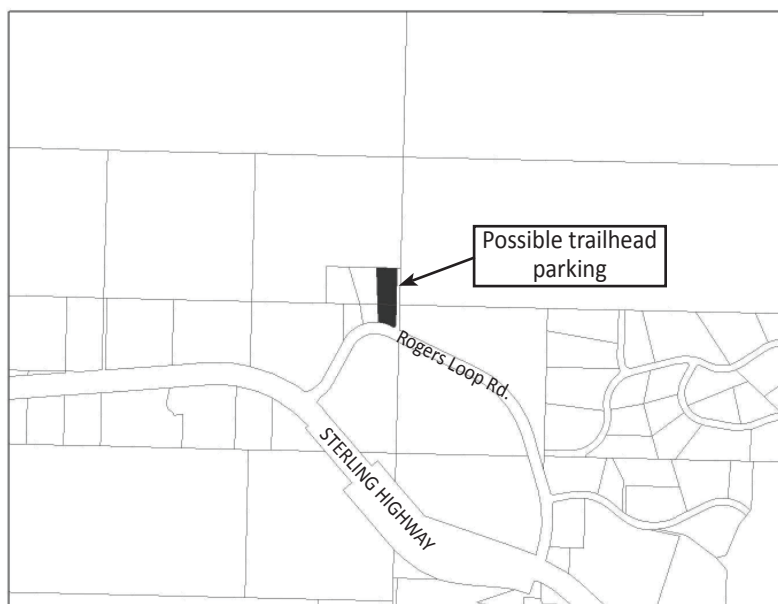 Possible trailhead
parking
Rogers Loop Rd.
STERLING HIGHWAY